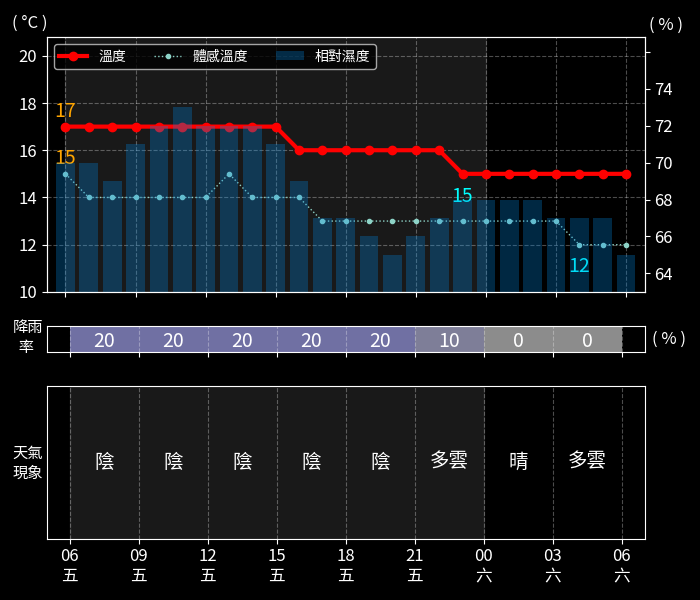 ( °C )
( % )
溫度
體感溫度
相對濕度
20
18
16
14
12
10
74
72
70
68
66
64
17
15
15
12
降雨
率
20 20 20 20 20 10 0 0
( % )
天氣
現象
陰 陰 陰 陰 陰 多雲 晴 多雲
06 09 12 15 18 21 00 03 06
五 五 五 五 五 五 六 六 六